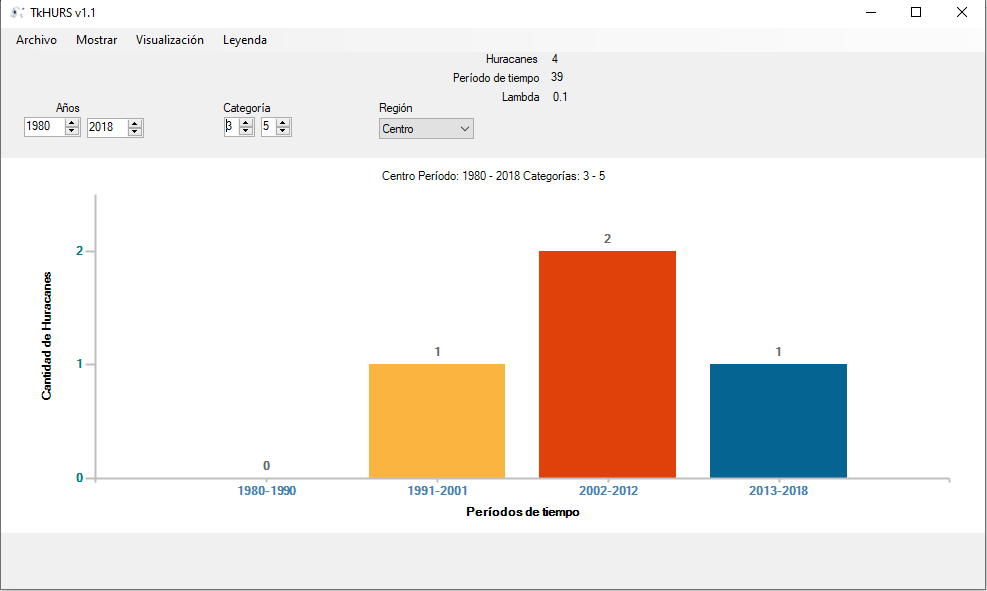 TkHURS v1.1
Archivo Mostrar Visualización Leyenda
Huracanes 4
Período de tiempo 39
Lambda 0.1
Años Categoría Región
1980 2018 3 5 Centro
Centro Período: 1980 - 2018 Categorías: 3 - 5
Cantidad de Huracanes
2
1
0
0
1
2
1
1980-1990 1991-2001 2002-2012 2013-2018
Períodos de tiempo